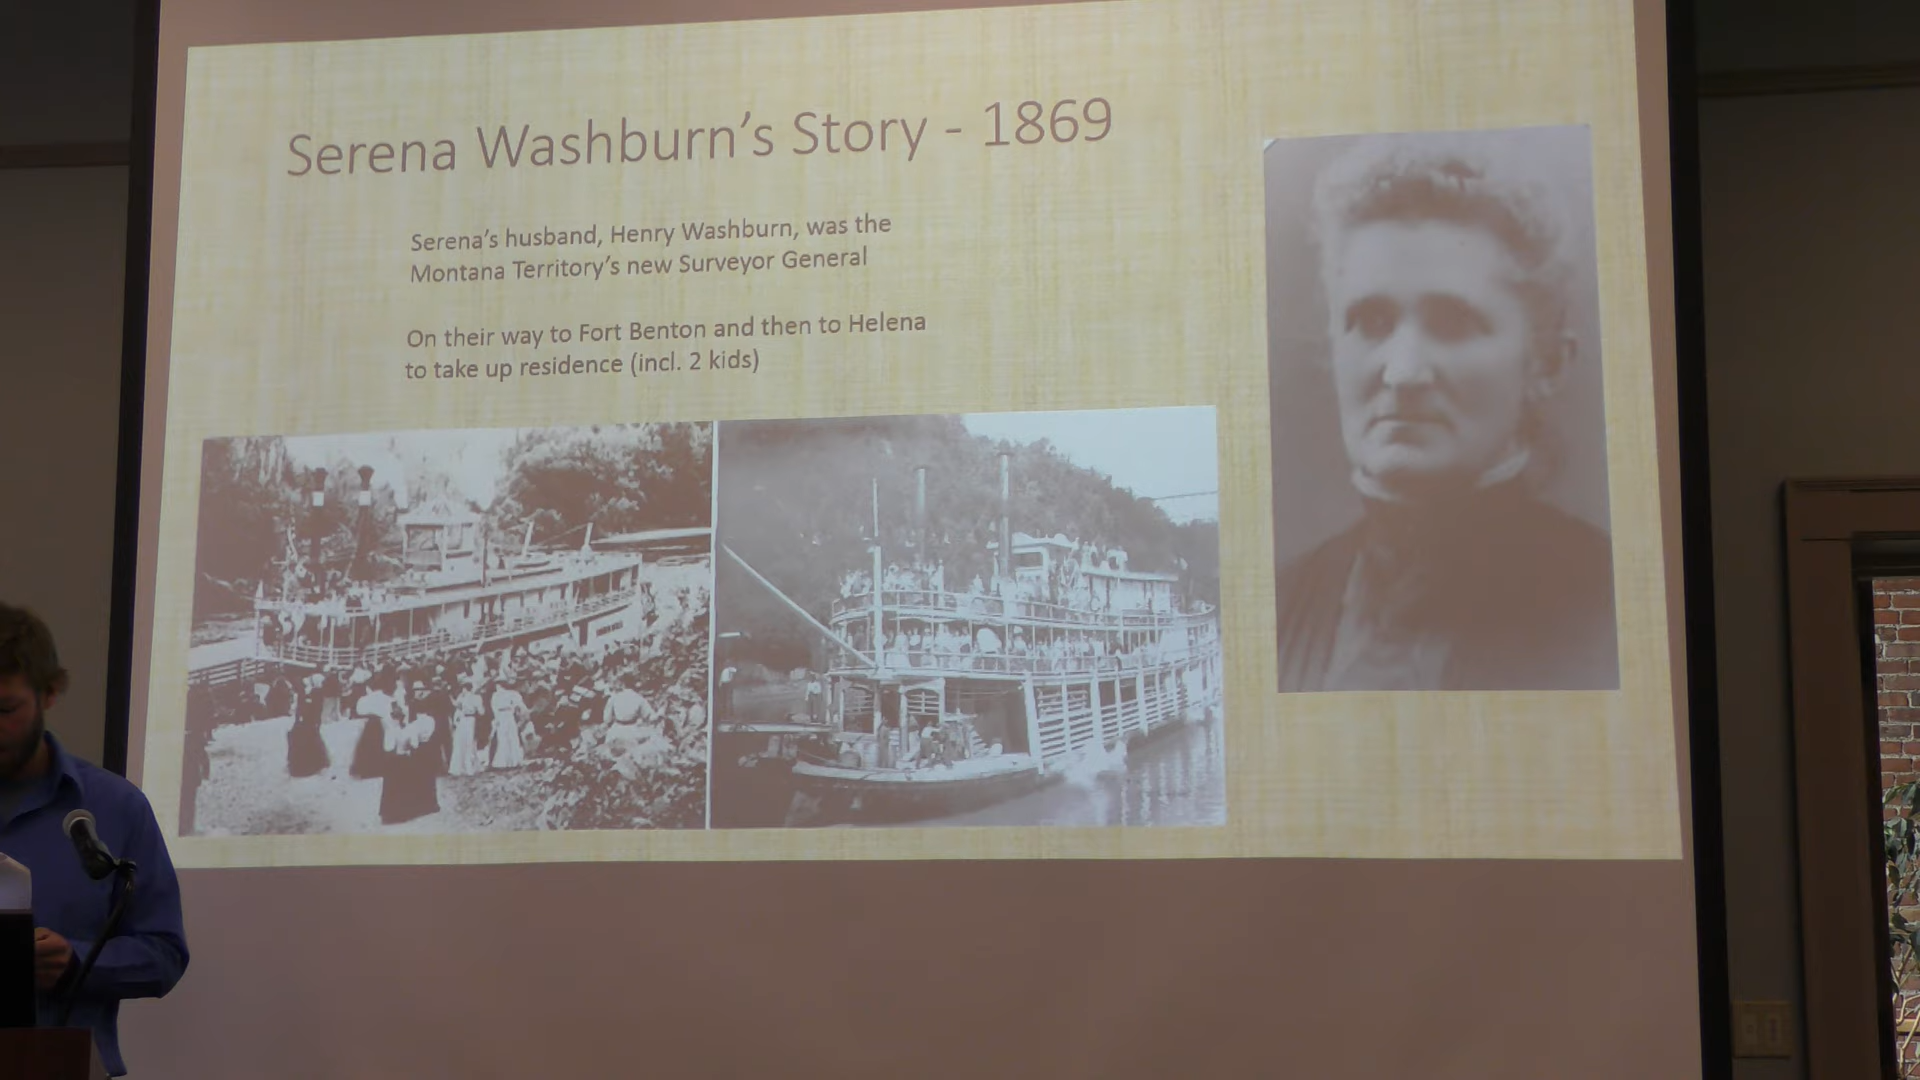 Serena Washburn's Story - 1869
Serena's husband, Henry Washburn, was the
Montana Territory's new Surveyor General
On their way to Fort Benton and then to Helena
to take up residence (incl. 2 kids)